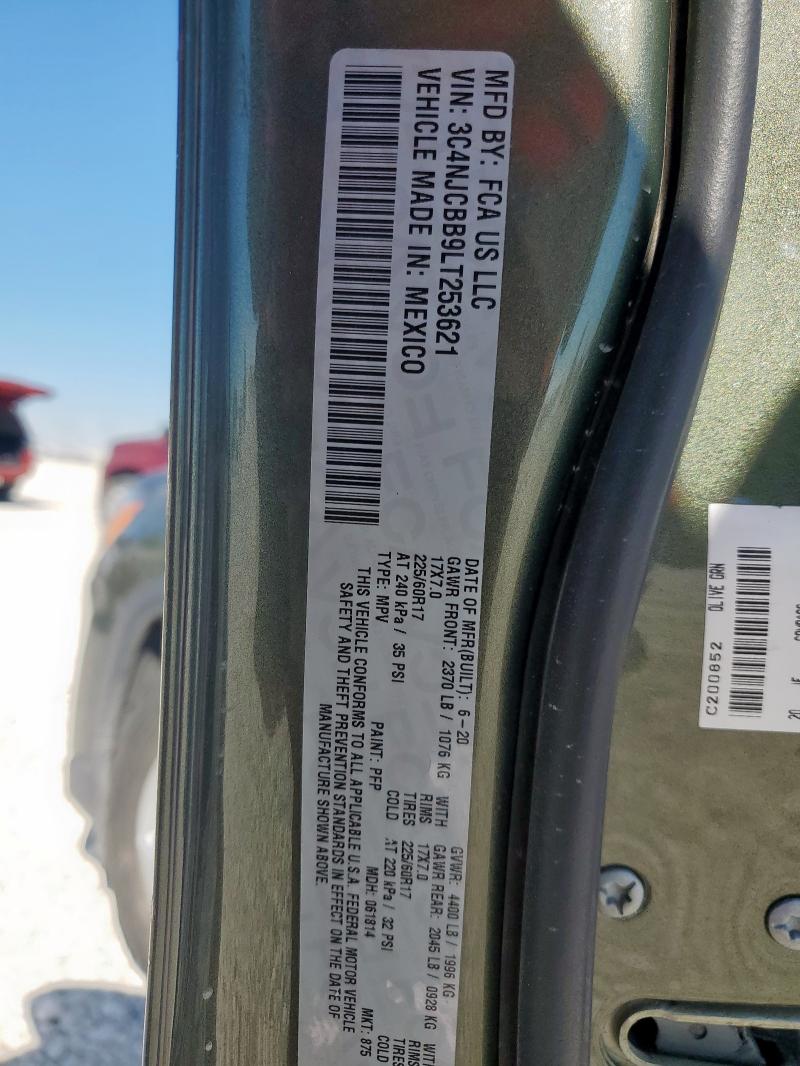 MFD BY: FCA US LLC
VIN: 3C4NJCBB9LT253621
VEHICLE MADE IN: MEXICO
DATE OF MFR(BUILT): 6-20
GVWR: 4400 LB / 1996 KG
GAWR FRONT: 2370 LB / 1076 KG WITH
GAWR REAR: 2045 LB / 0928 KG
17X7.0 RIMS 17X7.0 RIMS
225/60R17 TIRES 225/60R17 TIRES
AT 240 kPa / 35 PSI COLD AT 220 kPa / 32 PSI COLD
TYPE: MPV PAINT: PFP MDH: 061814 MKT: 875
THIS VEHICLE CONFORMS TO ALL APPLICABLE U.S.A. FEDERAL MOTOR VEHICLE
SAFETY AND THEFT PREVENTION STANDARDS IN EFFECT ON THE DATE OF
MANUFACTURE SHOWN ABOVE.
OLIVE GRN
C2000852